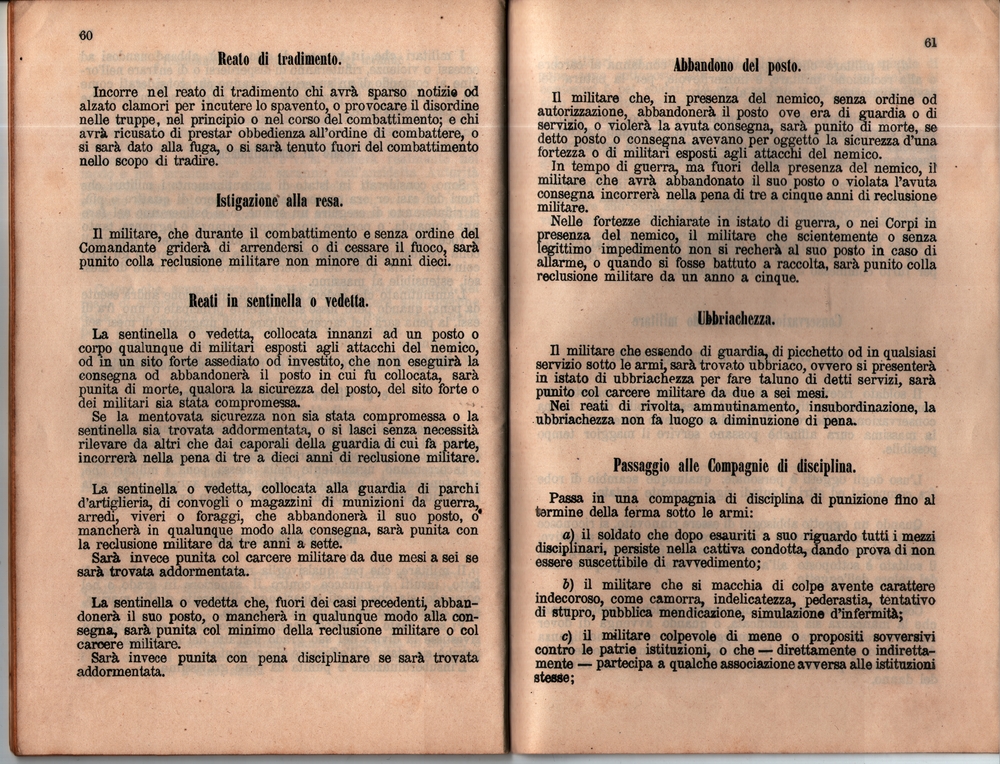 60
Reato di tradimento.
Incorre nel reato di tradimento chi avrà sparso notizie od
alzato clamori per incutere lo spavento, o provocare il disordine
nelle truppe, nel principio o nel corso del combattimento; e chi
avrà ricusato di prestar obbedienza all'ordine di combattere, o
si sarà dato alla fuga, o si sarà tenuto fuori del combattimento
nello scopo di tradire.
Istigazione alla resa.
Il militare, che durante il combattimento e senza ordine del
Comandante griderà di arrendersi o di cessare il fuoco, sarà
punito colla reclusione militare non minore di anni dieci.
Reati in sentinella o vedetta.
La sentinella o vedetta, collocata innanzi ad un posto o
corpo qualunque di militari esposti agli attacchi del nemico,
od in un sito forte assediato od investito, che non eseguirà la
consegna od abbandonerà il posto in cui fu collocata, sarà
punita di morte, qualora la sicurezza del posto, del sito forte o
dei militari sia stata compromessa.
Se la mentovata sicurezza non sia stata compromessa o la
sentinella sia trovata addormentata, o si lasci senza necessità
rilevare da altri che dai caporali della guardia di cui fa parte,
incorrerà nella pena di tre a dieci anni di reclusione militare.
La sentinella o vedetta, collocata alla guardia di parchi
d'artiglieria, di convogli o magazzini di munizioni da guerra,
arredi, viveri o foraggi, che abbandonerà il suo posto, o
mancherà in qualunque modo alla consegna, sarà punita con
la reclusione militare da tre anni a sette.
Sarà invece punita col carcere militare da due mesi a sei se
sarà trovata addormentata.
La sentinella o vedetta che, fuori dei casi precedenti, abban-
donerà il suo posto, o mancherà in qualunque modo alla con-
segna, sarà punita col minimo della reclusione militare o col
carcere militare.
Sarà invece punita con pena disciplinare se sarà trovata
addormentata.
61
Abbandono del posto.
Il militare che, in presenza del nemico, senza ordine od
autorizzazione, abbandonerà il posto ove era di guardia o di
servizio, o violerà la avuta consegna, sarà punito di morte, se
detto posto o consegna avevano per oggetto la sicurezza d'una
fortezza o di militari esposti agli attacchi del nemico.
In tempo di guerra, ma fuori della presenza del nemico, il
militare che avrà abbandonato il suo posto o violata l'avuta
consegna incorrerà nella pena di tre a cinque anni di reclusione
militare.
Nelle fortezze dichiarate in istato di guerra, o nei Corpi in
presenza del nemico, il militare che scientemente o senza
legittimo impedimento non si recherà al suo posto in caso di
allarme, o quando si fosse battuto a raccolta, sarà punito colla
reclusione militare da un anno a cinque.
Ubbriachezza.
Il militare che essendo di guardia, di picchetto od in qualsiasi
servizio sotto le armi, sarà trovato ubbriaco, ovvero si presenterà
in istato di ubbriachezza per fare taluno di detti servizi, sarà
punito col carcere militare da due a sei mesi.
Nei reati di rivolta, ammutinamento, insubordinazione, la
ubbriachezza non fa luogo a diminuzione di pena.
Passaggio alle Compagnie di disciplina.
Passa in una compagnia di disciplina di punizione fino al
termine della ferma sotto le armi:
a) il soldato che dopo esauriti a suo riguardo tutti i mezzi
disciplinari, persiste nella cattiva condotta, dando prova di non
essere suscettibile di ravvedimento;
b) il militare che si macchia di colpe avente carattere
indecoroso, come camorra, indelicatezza, pederastia, tentativo
di stupro, pubblica mendicazione, simulazione d'infermità;
c) il militare colpevole di mene o propositi sovversivi
contro le patrie istituzioni, o che — direttamente o indiretta-
mente — partecipa a qualche associazione avversa alle istituzioni
stesse;